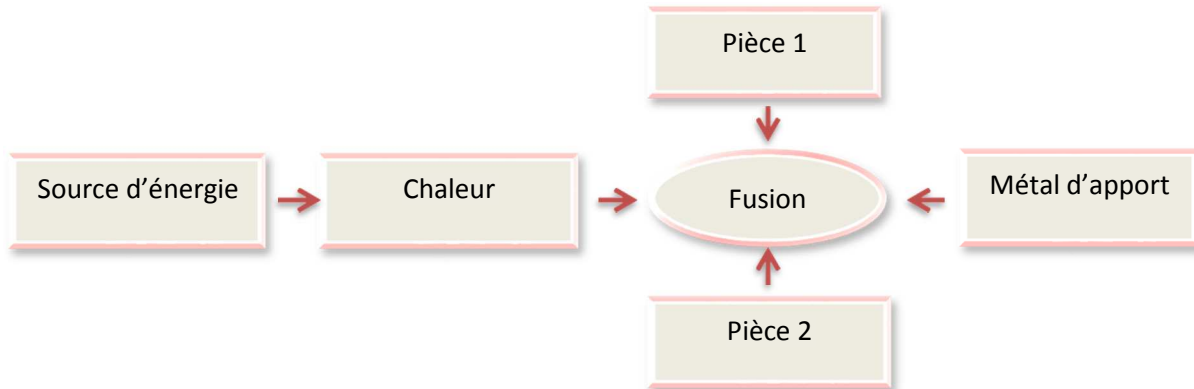 Pièce 1
Source d’énergie
Chaleur
Fusion
Métal d’apport
Pièce 2